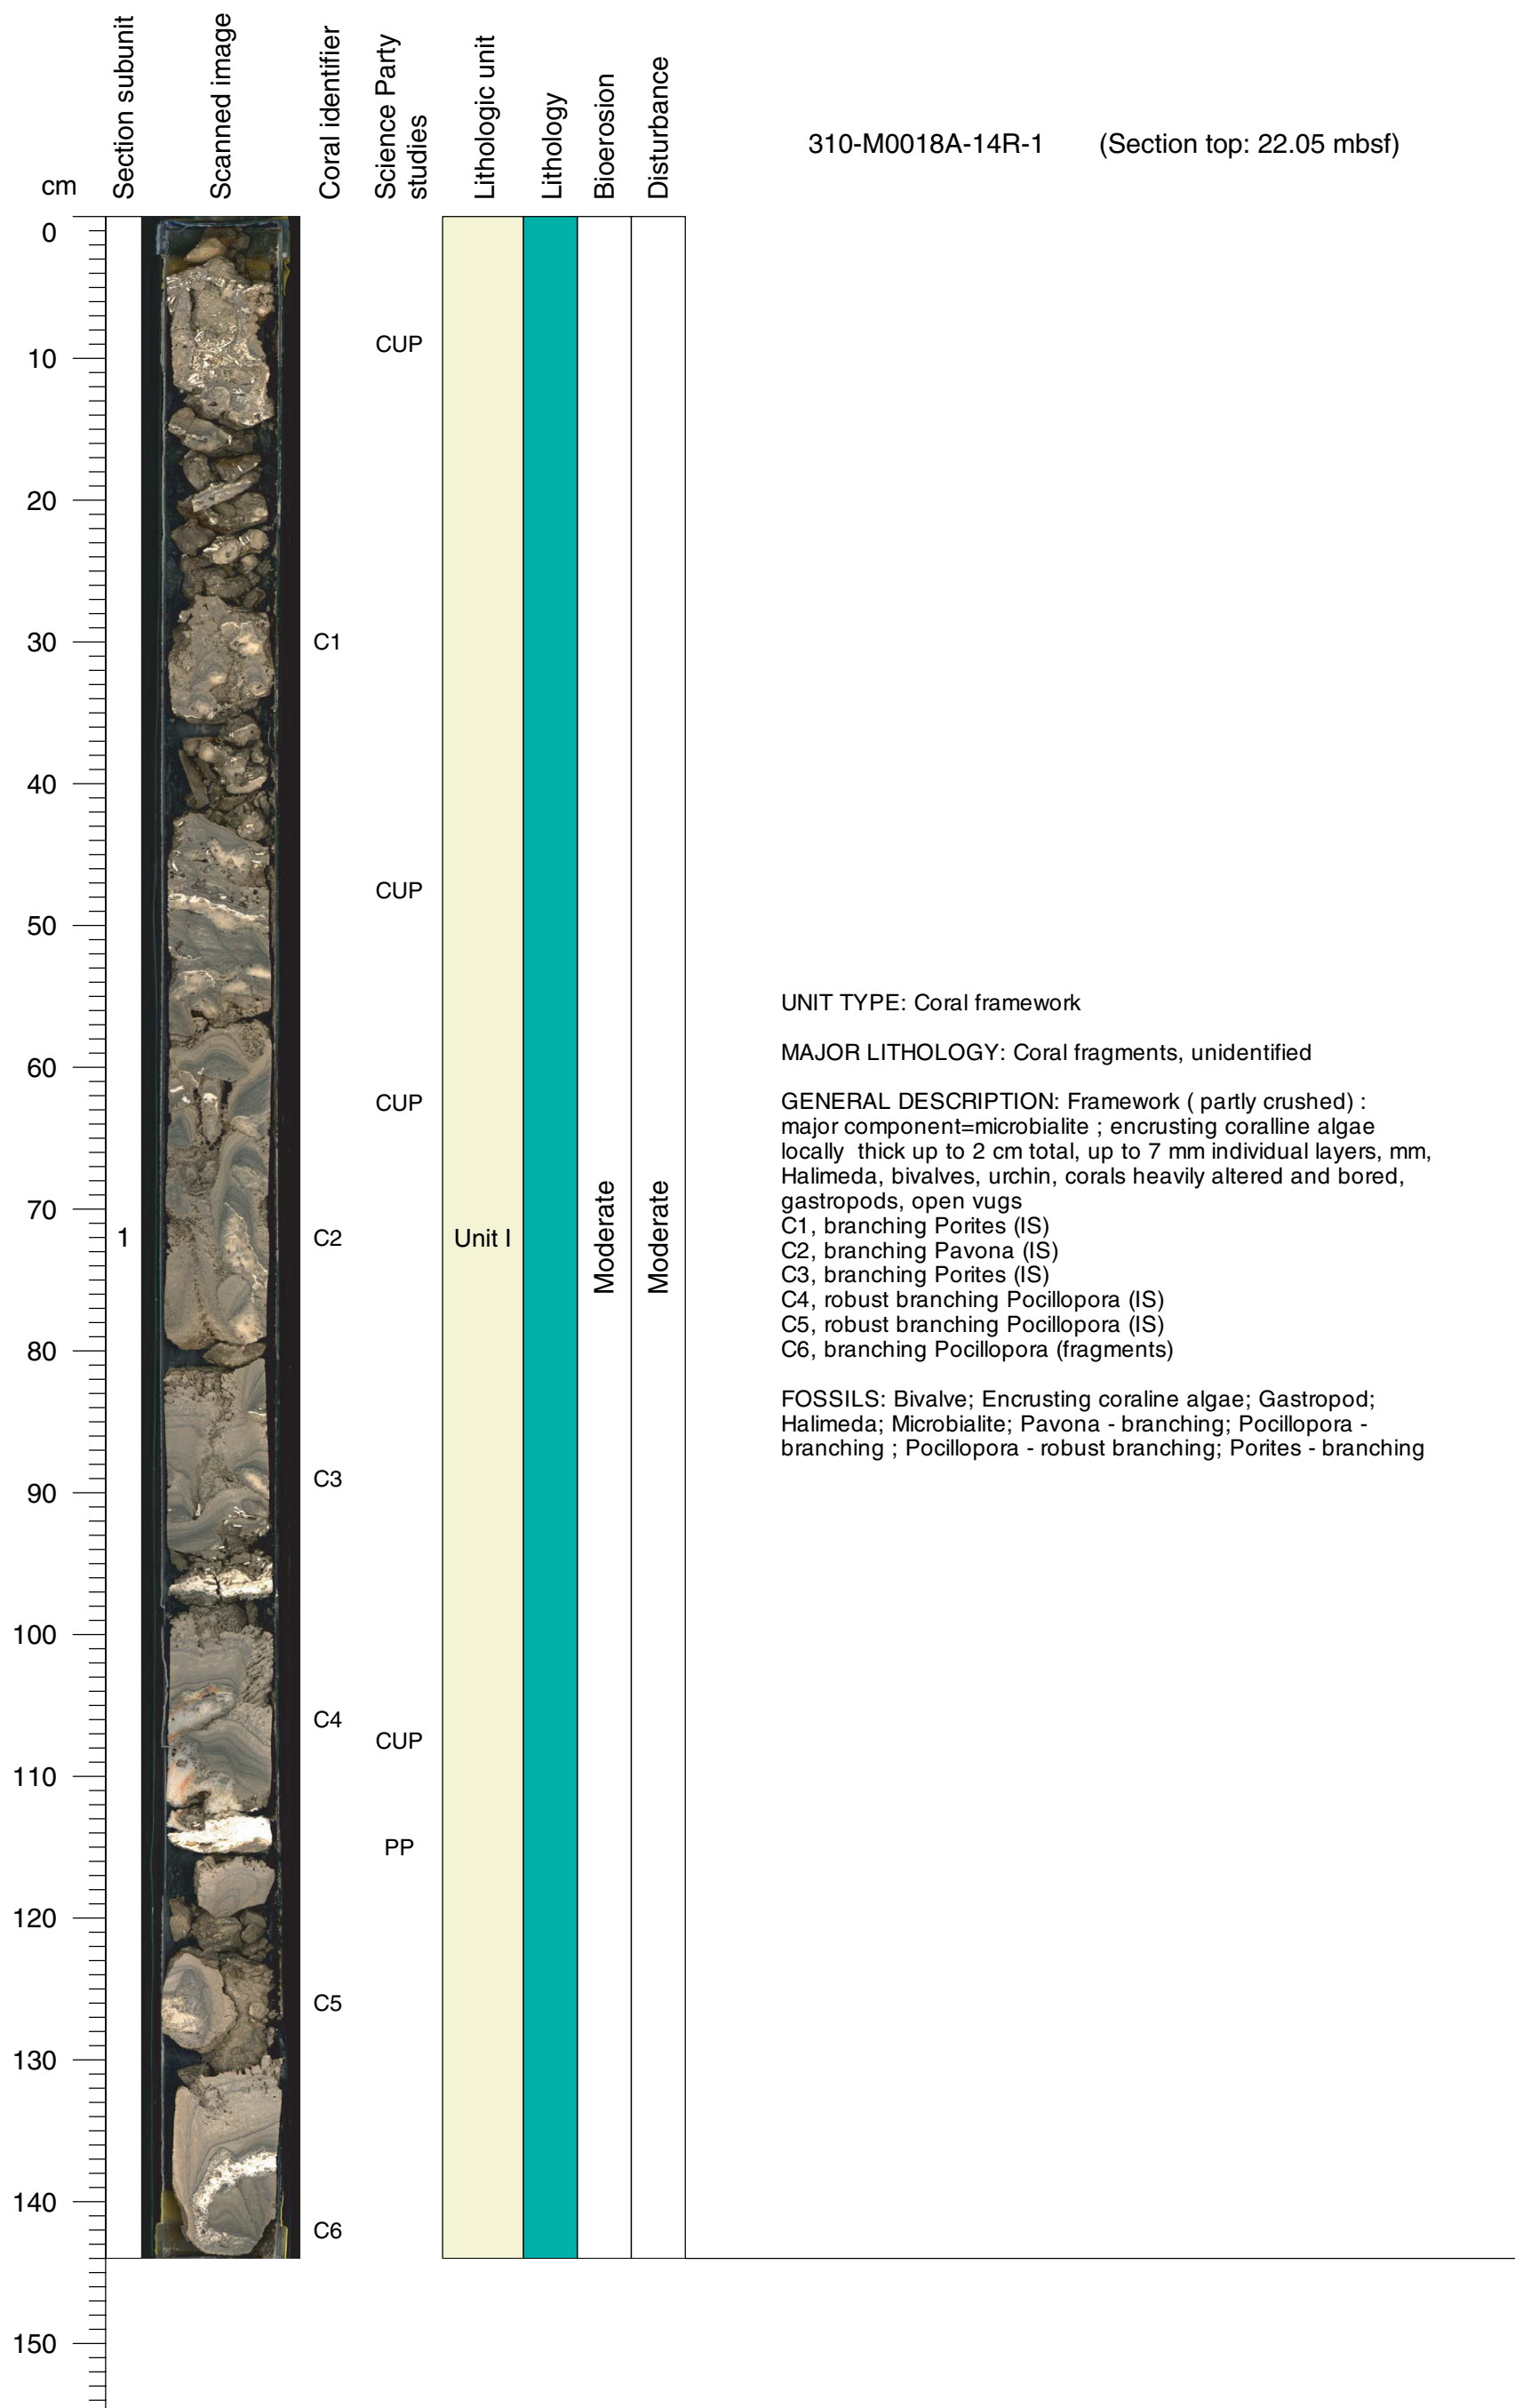 310-M0018A-14R-1 (Section top: 22.05 mbsf)
cm
Section subunit
Scanned image
Coral identifier
Science Party
studies
Lithologic unit
Lithology
Bioerosion
Disturbance
0
10
CUP
20
30
C1
40
CUP
50
60
CUP
70
1
C2
Unit I
Moderate
Moderate
80
90
C3
100
C4
CUP
110
PP
120
C5
130
140
C6
150
UNIT TYPE: Coral framework
MAJOR LITHOLOGY: Coral fragments, unidentified
GENERAL DESCRIPTION: Framework ( partly crushed) :
major component=microbialite ; encrusting coralline algae
locally thick up to 2 cm total, up to 7 mm individual layers, mm,
Halimeda, bivalves, urchin, corals heavily altered and bored,
gastropods, open vugs
C1, branching Porites (IS)
C2, branching Pavona (IS)
C3, branching Porites (IS)
C4, robust branching Pocillopora (IS)
C5, robust branching Pocillopora (IS)
C6, branching Pocillopora (fragments)
FOSSILS: Bivalve; Encrusting coraline algae; Gastropod;
Halimeda; Microbialite; Pavona - branching; Pocillopora -
branching ; Pocillopora - robust branching; Porites - branching